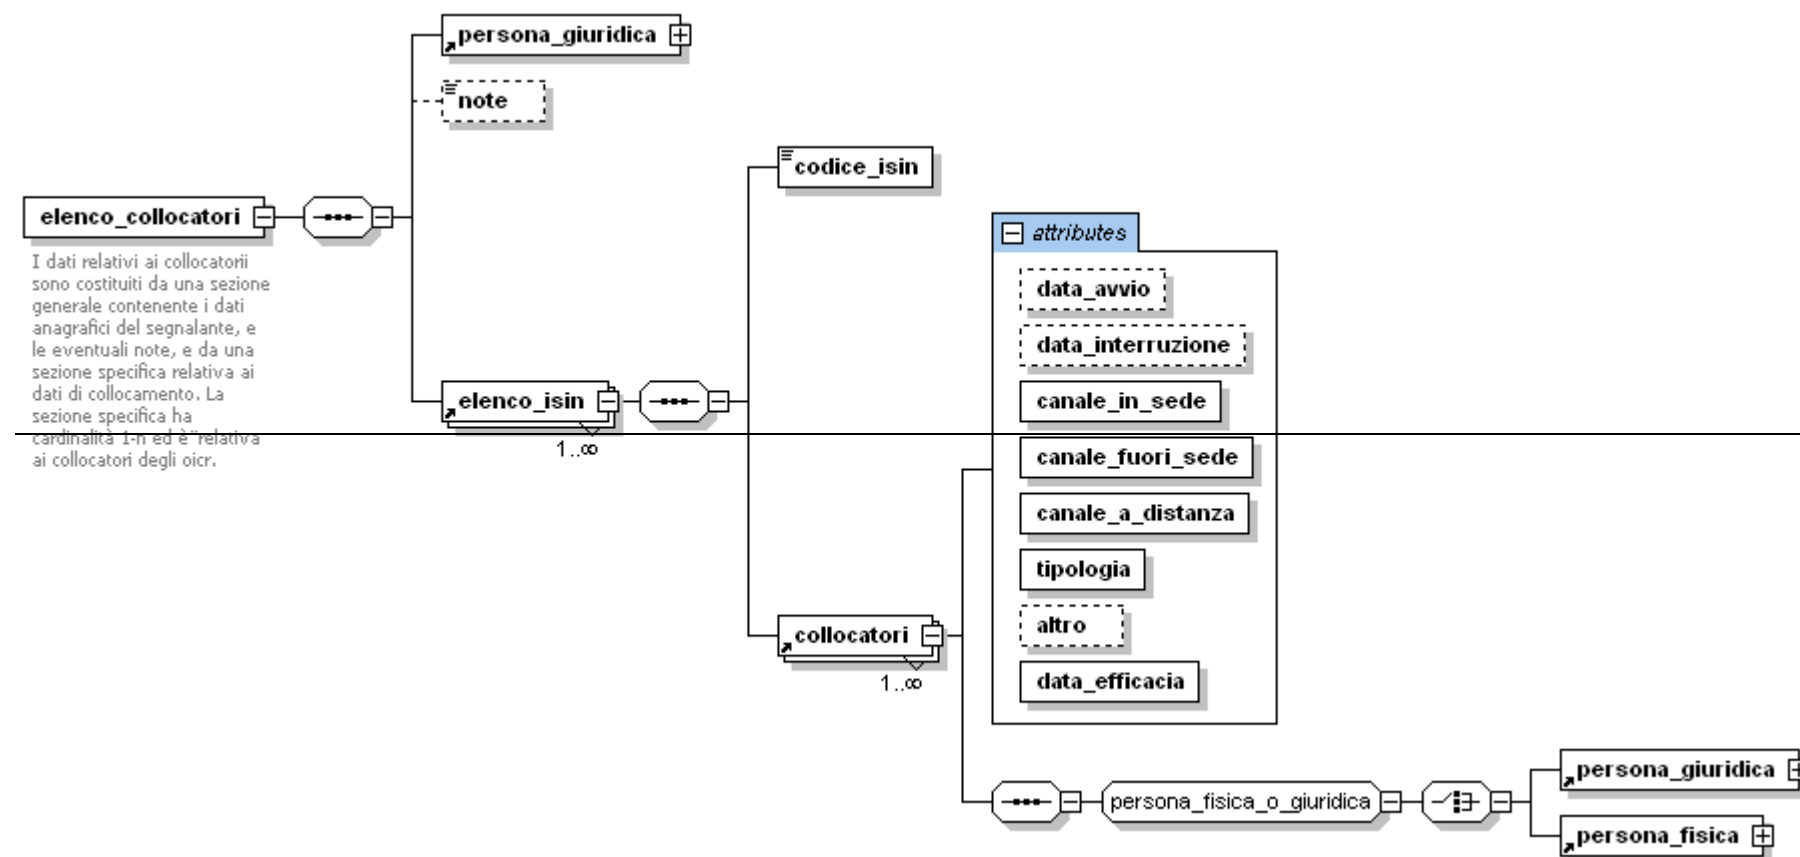 persona_giuridica
note
codice_isin
elenco_collocatori
attributes
I dati relativi ai collocatorii
sono costituiti da una sezione
generale contenente i dati
anagrafici del segnalante, e
le eventuali note, e da una
sezione specifica relativa ai
dati di collocamento. La
sezione specifica ha
cardinalità 1-n ed è¨relativa
ai collocatori degli oicr.
data_avvio
data_interruzione
elenco_isin
1..∞
canale_in_sede
canale_fuori_sede
canale_a_distanza
tipologia
collocatori
1..∞
altro
data_efficacia
persona_fisica_o_giuridica
persona_giuridica
persona_fisica